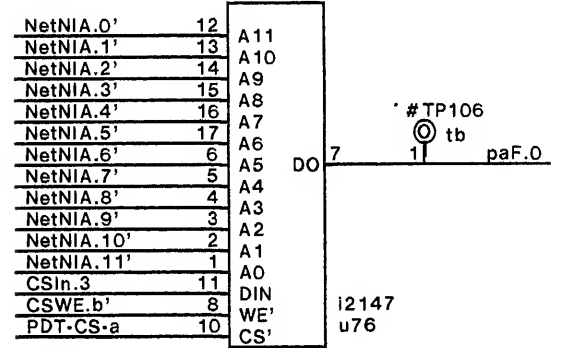 NetNIA.0' 12 A11
NetNIA.1' 13 A10
NetNIA.2' 14 A9
NetNIA.3' 15 A8
NetNIA.4' 16 A7
NetNIA.5' 17 A6
NetNIA.6' 6 A5
NetNIA.7' 5 A4
NetNIA.8' 4 A3
NetNIA.9' 3 A2
NetNIA.10' 2 A1
NetNIA.11' 1 A0
CSIn.3 11 DIN
CSWE.b' 8 WE'
PDT-CS-a 10 CS'
DO 7 1 paF.0
#TP106
tb
i2147
u76